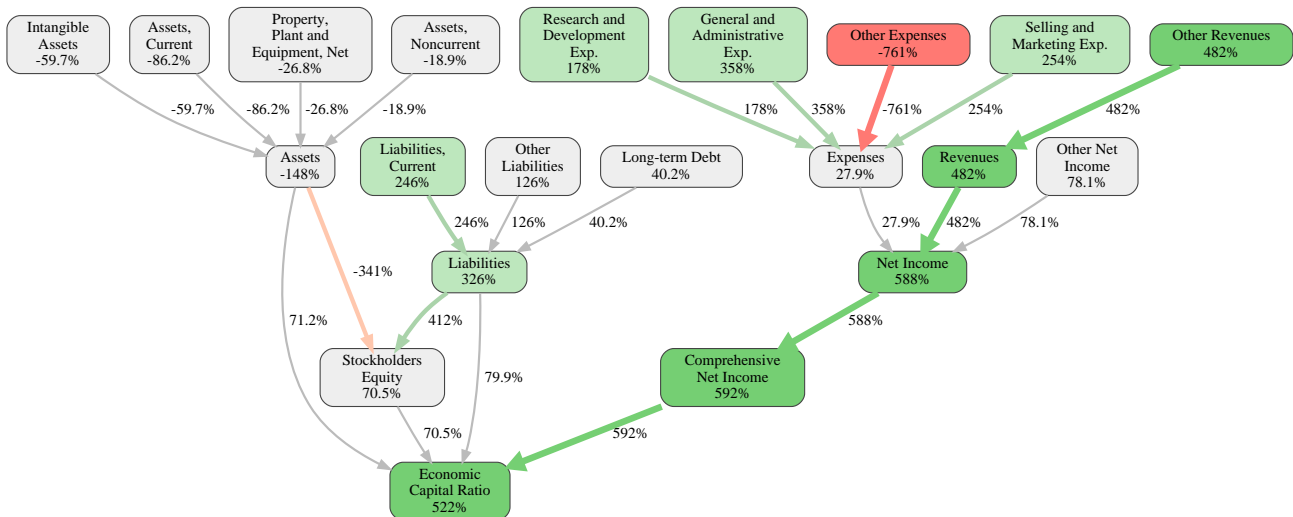 Intangible
Assets
-59.7%
Assets,
Current
-86.2%
Property,
Plant and
Equipment, Net
-26.8%
Assets,
Noncurrent
-18.9%
Research and
Development
Exp.
178%
General and
Administrative
Exp.
358%
Other Expenses
-761%
Selling and
Marketing Exp.
254%
Other Revenues
482%
-59.7%
-86.2%
-26.8%
-18.9%
178%
358%
-761%
254%
482%
Assets
-148%
Liabilities,
Current
246%
Other
Liabilities
126%
Long-term Debt
40.2%
Expenses
27.9%
Revenues
482%
Other Net
Income
78.1%
246%
126%
40.2%
27.9%
482%
78.1%
-341%
Liabilities
326%
Net Income
588%
71.2%
412%
588%
Stockholders
Equity
70.5%
79.9%
Comprehensive
Net Income
592%
70.5%
592%
Economic
Capital Ratio
522%